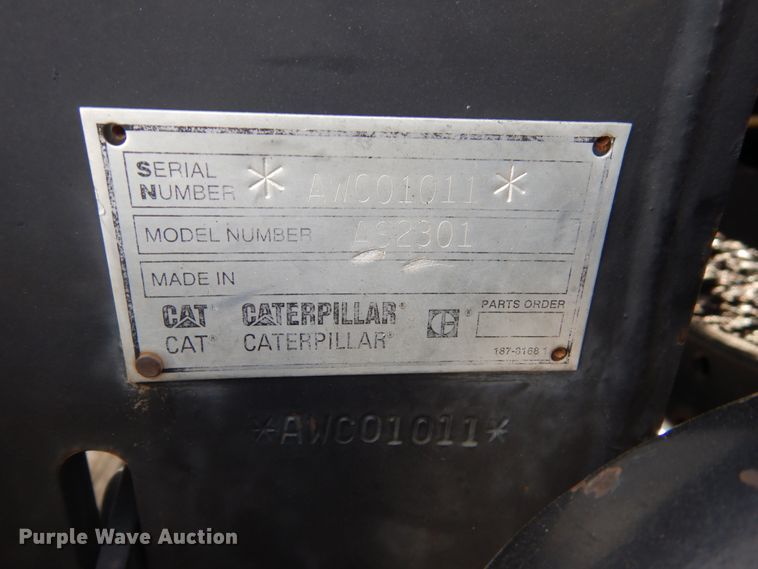 SERIAL
NUMBER * AWC01011 *
MODEL NUMBER AS2301
MADE IN
CAT CATERPILLAR® ®
CAT® CATERPILLAR®
PARTS ORDER
187-8168 1
*AWC01011*
Purple Wave Auction